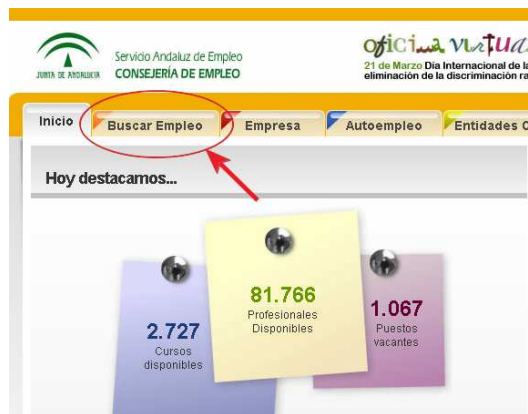 JUNTA DE ANDALUCIA
Servicio Andaluz de Empleo
CONSEJERÍA DE EMPLEO
oficina virtual
21 de Marzo Día Internacional de la
eliminación de la discriminación ra
Inicio
Buscar Empleo
Empresa
Autoempleo
Entidades C
Hoy destacamos...
2.727
Cursos
disponibles
81.766
Profesionales
Disponibles
1.067
Puestos
vacantes